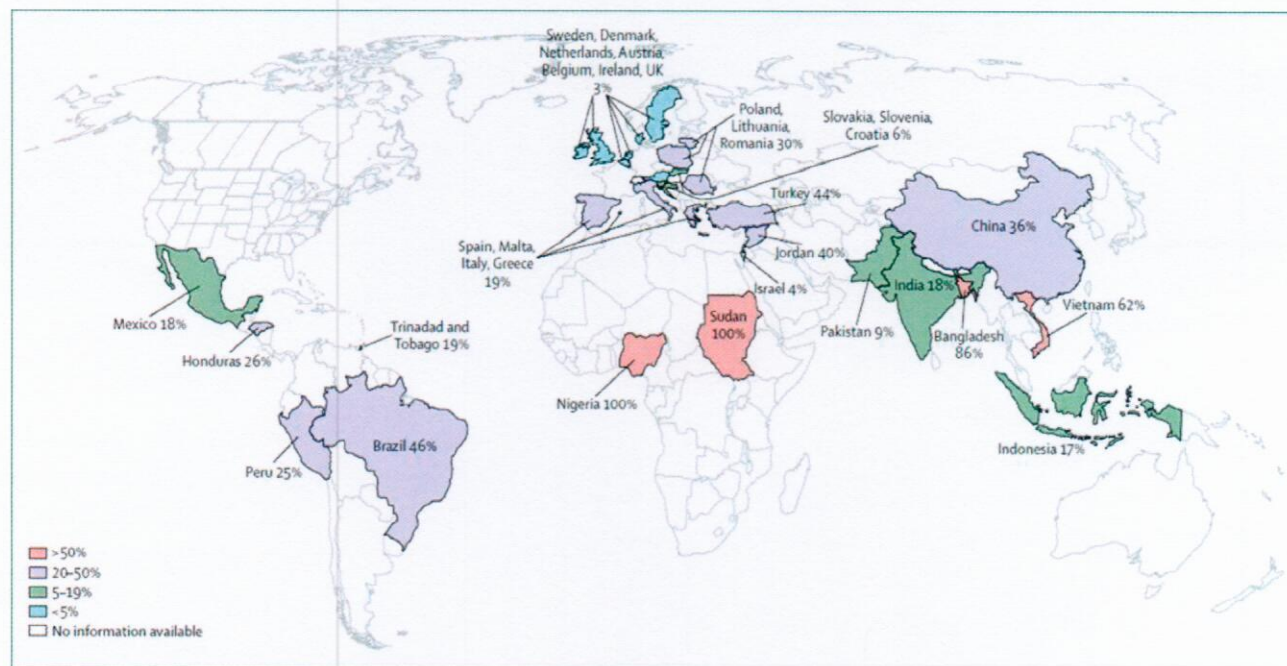 Sweden, Denmark,
Netherlands, Austria,
Belgium, Ireland, UK
3%
Poland,
Lithuania,
Romania 30%
Slovakia, Slovenia,
Croatia 6%
Turkey 44%
China 36%
Spain, Malta,
Italy, Greece
19%
Jordan 40%
Israel 4%
India 18%
Pakistan 9%
Bangladesh
86%
Vietnam 62%
Mexico 18%
Honduras 26%
Trinadad and
Tobago 19%
Sudan
100%
Nigeria 100%
Indonesia 17%
Peru 25%
Brazil 46%
>50%
20–50%
5–19%
<5%
No information available